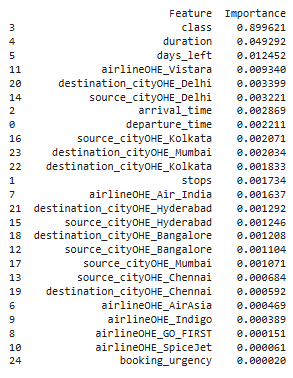 Feature Importance
3 class 0.899621
4 duration 0.049292
5 days_left 0.012452
11 airlineOHE_Vistara 0.009340
20 destination_cityOHE_Delhi 0.003399
14 source_cityOHE_Delhi 0.003221
2 arrival_time 0.002869
0 departure_time 0.002211
16 source_cityOHE_Kolkata 0.002071
23 destination_cityOHE_Mumbai 0.002034
22 destination_cityOHE_Kolkata 0.001833
1 stops 0.001734
7 airlineOHE_Air_India 0.001637
21 destination_cityOHE_Hyderabad 0.001292
15 source_cityOHE_Hyderabad 0.001246
18 destination_cityOHE_Bangalore 0.001208
12 source_cityOHE_Bangalore 0.001104
17 source_cityOHE_Mumbai 0.001071
13 source_cityOHE_Chennai 0.000684
19 destination_cityOHE_Chennai 0.000592
6 airlineOHE_AirAsia 0.000469
9 airlineOHE_Indigo 0.000389
8 airlineOHE_GO_FIRST 0.000151
10 airlineOHE_SpiceJet 0.000061
24 booking_urgency 0.000020